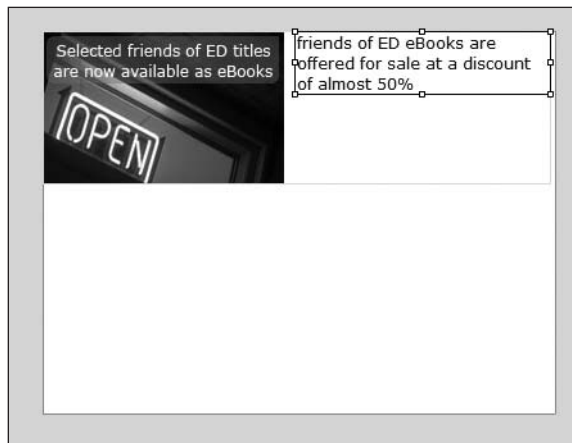 Selected friends of ED titles
are now available as eBooks
OPEN
friends of ED eBooks are
offered for sale at a discount
of almost 50%